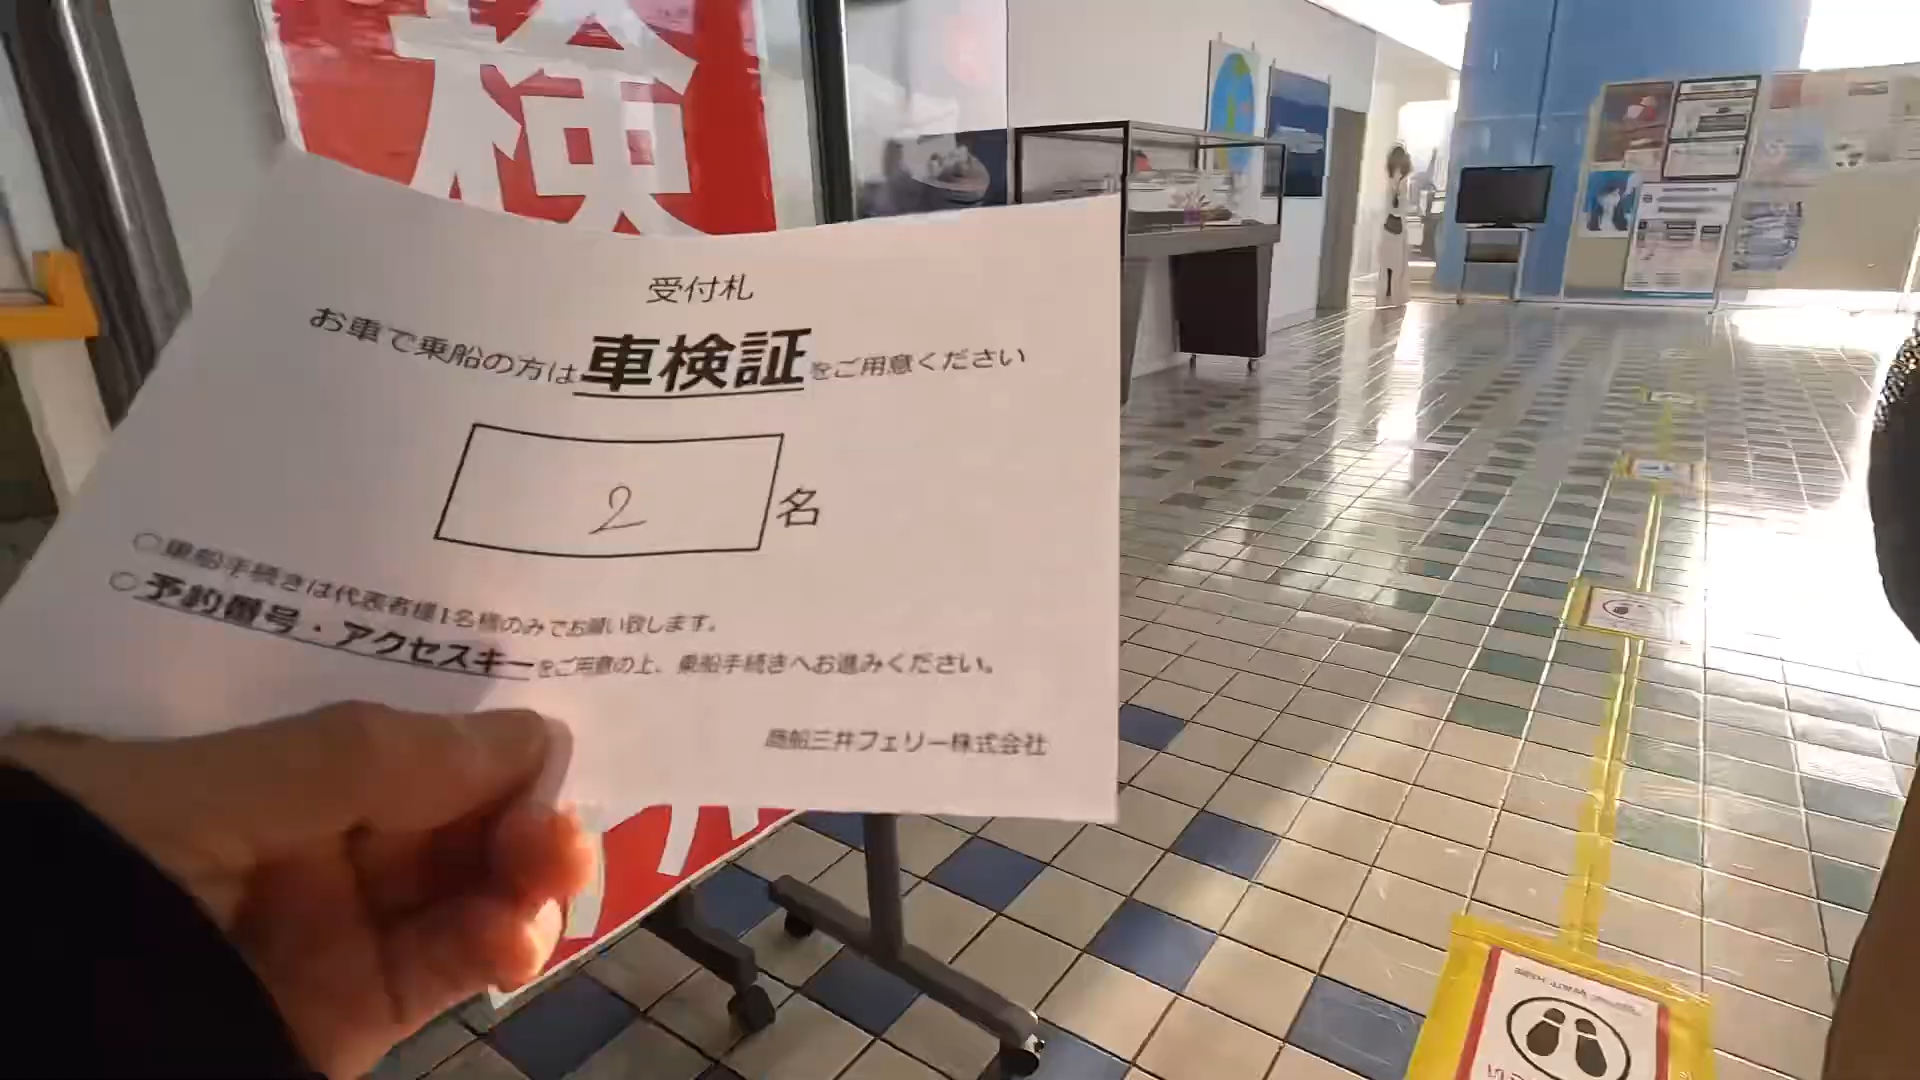 検
受付札
お車で乗船の方は車検証をご用意ください
2名
○乗船手続きは代表者様1名様のみでお願い致します。
○予約番号・アクセスキーをご用意の上、乗船手続きへお進みください。
商船三井フェリー株式会社